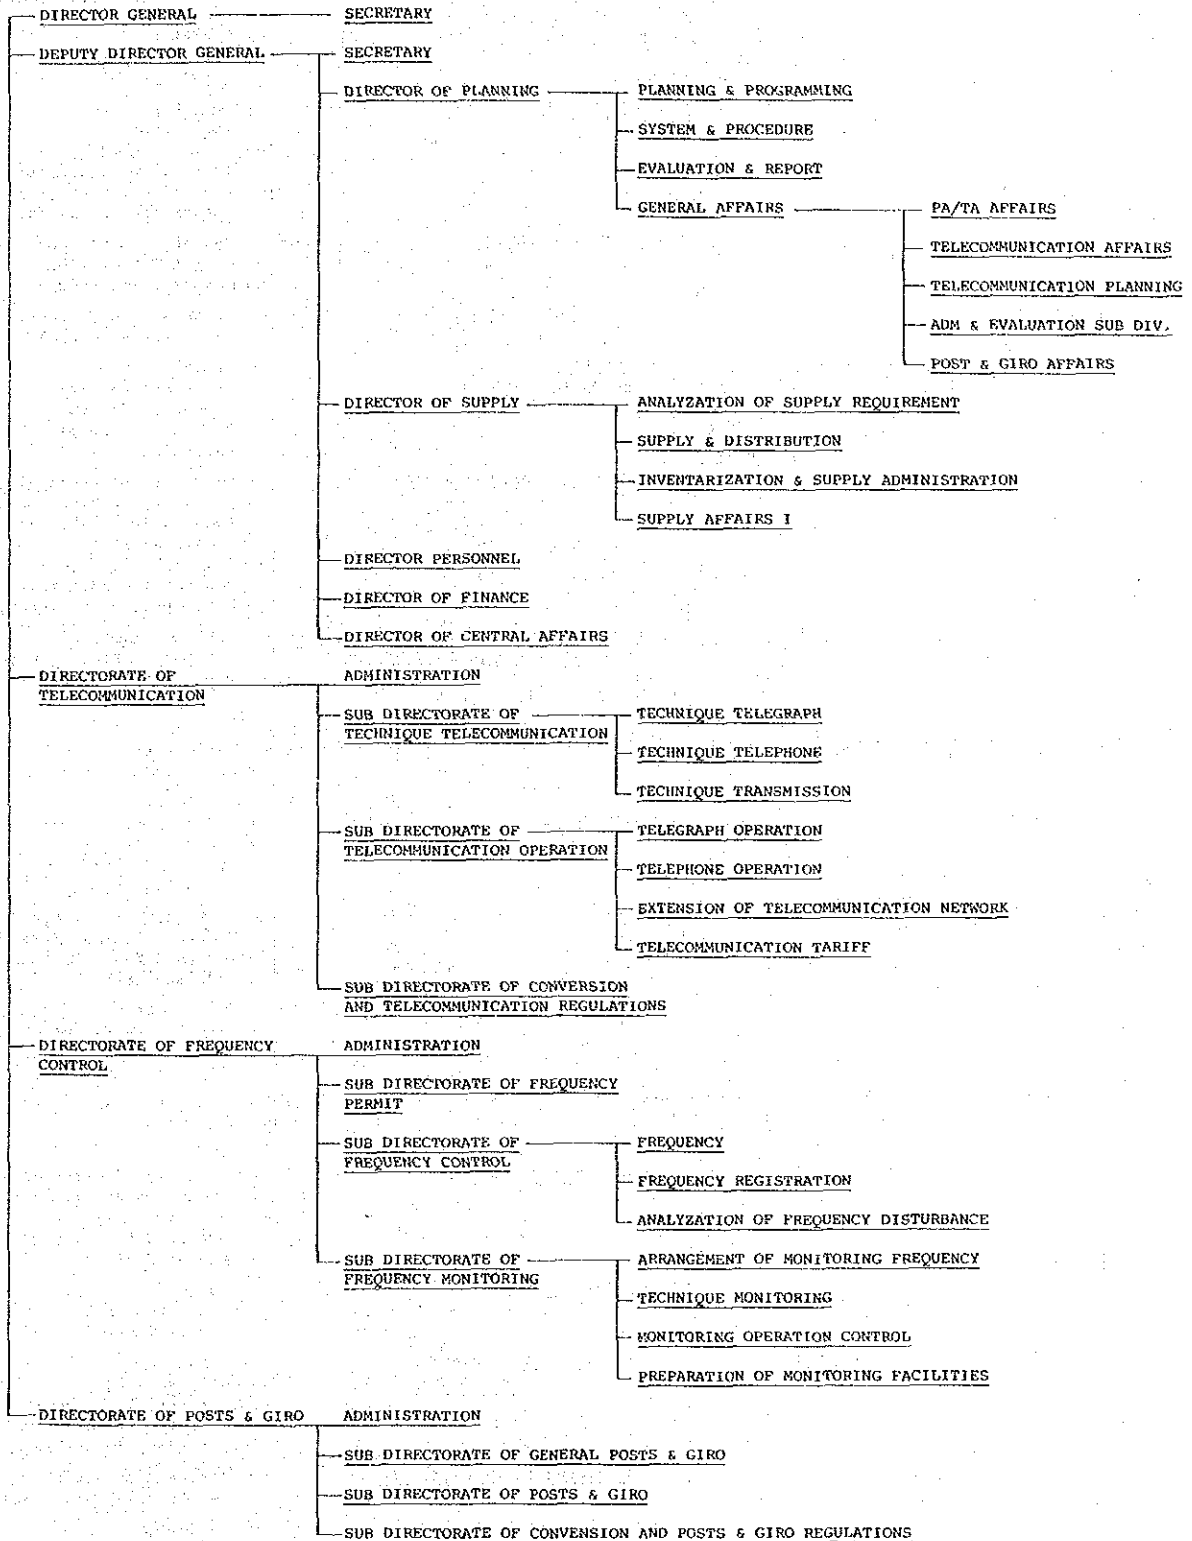 DIRECTOR GENERAL SECRETARY
DEPUTY DIRECTOR GENERAL SECRETARY
DIRECTOR OF PLANNING PLANNING & PROGRAMMING
SYSTEM & PROCEDURE
EVALUATION & REPORT
GENERAL AFFAIRS PA/TA AFFAIRS
TELECOMMUNICATION AFFAIRS
TELECOMMUNICATION PLANNING
ADM & EVALUATION SUB DIV.
POST & GIRO AFFAIRS
DIRECTOR OF SUPPLY ANALYZATION OF SUPPLY REQUIREMENT
SUPPLY & DISTRIBUTION
INVENTARIZATION & SUPPLY ADMINISTRATION
SUPPLY AFFAIRS I
DIRECTOR PERSONNEL
DIRECTOR OF FINANCE
DIRECTOR OF CENTRAL AFFAIRS
DIRECTORATE OF ADMINISTRATION
TELECOMMUNICATION
SUB DIRECTORATE OF TECHNIQUE TELEGRAPH
TECHNIQUE TELECOMMUNICATION
TECHNIQUE TELEPHONE
TECHNIQUE TRANSMISSION
SUB DIRECTORATE OF TELEGRAPH OPERATION
TELECOMMUNICATION OPERATION
TELEPHONE OPERATION
EXTENSION OF TELECOMMUNICATION NETWORK
TELECOMMUNICATION TARIFF
SUB DIRECTORATE OF CONVERSION
AND TELECOMMUNICATION REGULATIONS
DIRECTORATE OF FREQUENCY ADMINISTRATION
CONTROL
SUB DIRECTORATE OF FREQUENCY
PERMIT
SUB DIRECTORATE OF FREQUENCY
FREQUENCY CONTROL
FREQUENCY REGISTRATION
ANALYZATION OF FREQUENCY DISTURBANCE
SUB DIRECTORATE OF ARRANGEMENT OF MONITORING FREQUENCY
FREQUENCY MONITORING
TECHNIQUE MONITORING
MONITORING OPERATION CONTROL
PREPARATION OF MONITORING FACILITIES
DIRECTORATE OF POSTS & GIRO ADMINISTRATION
SUB DIRECTORATE OF GENERAL POSTS & GIRO
SUB DIRECTORATE OF POSTS & GIRO
SUB DIRECTORATE OF CONVENSION AND POSTS & GIRO REGULATIONS